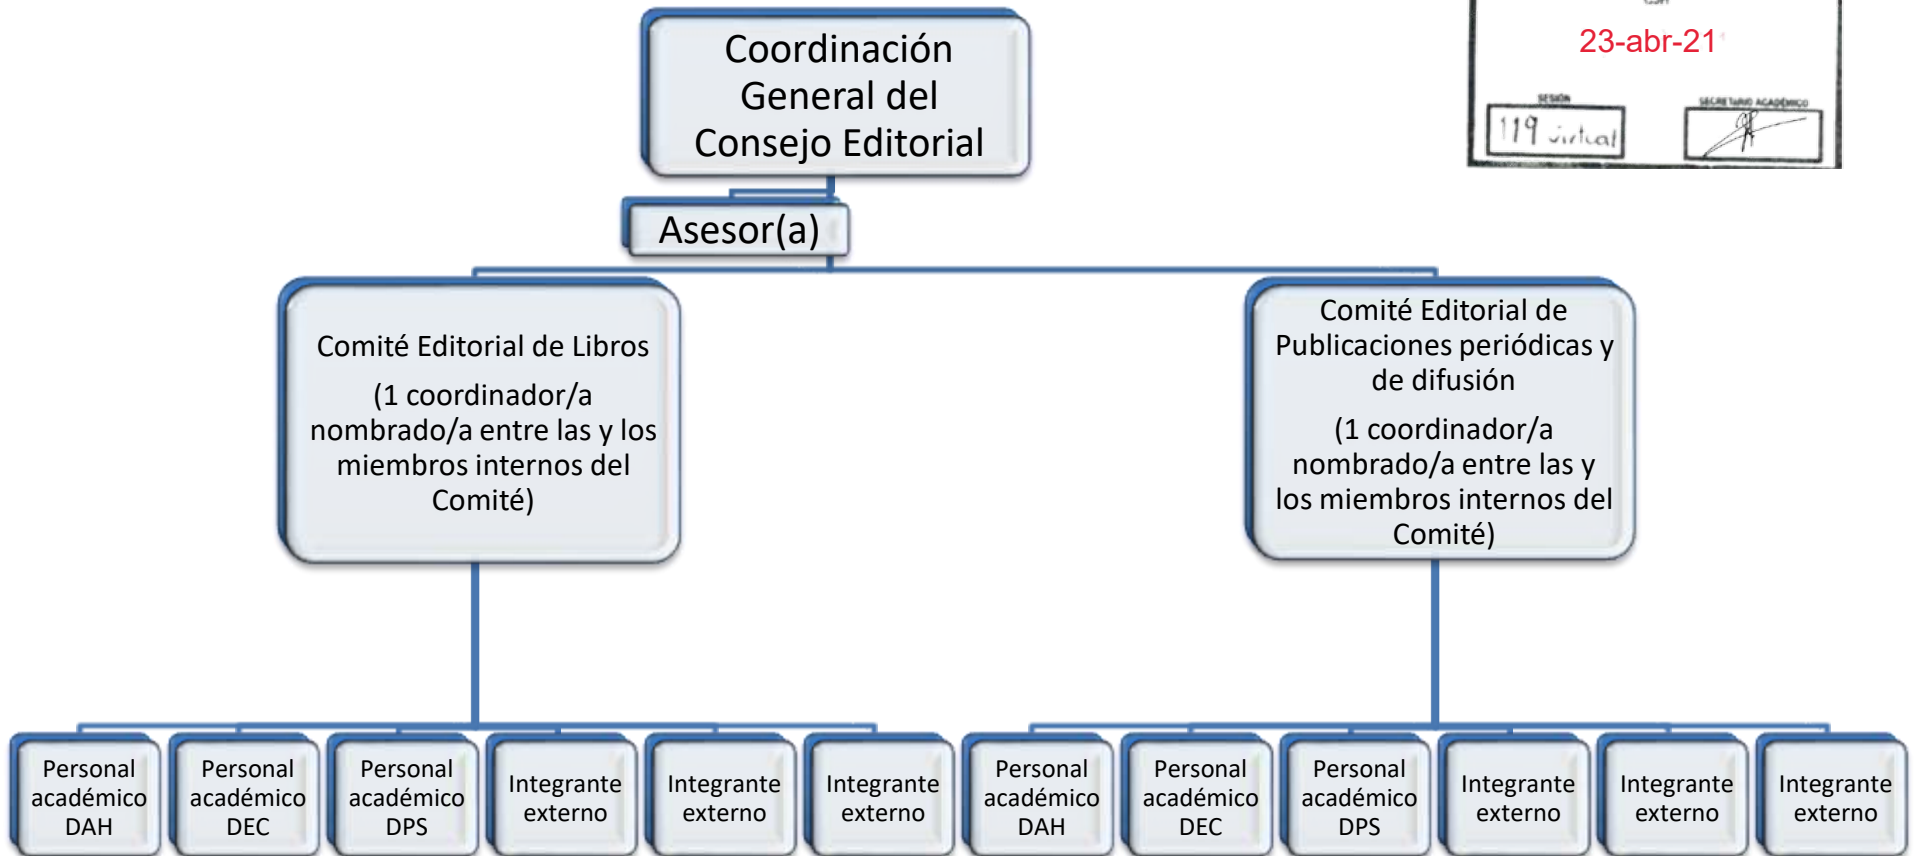 Coordinación
General del
Consejo Editorial
CSH
23-abr-21
SESIÓN
SECRETARIO ACADÉMICO
119 virtual
Asesor(a)
Comité Editorial de Libros
(1 coordinador/a
nombrado/a entre las y los
miembros internos del
Comité)
Comité Editorial de
Publicaciones periódicas y
de difusión
(1 coordinador/a
nombrado/a entre las y
los miembros internos del
Comité)
Personal
académico
DAH
Personal
académico
DEC
Personal
académico
DPS
Integrante
externo
Integrante
externo
Integrante
externo
Personal
académico
DAH
Personal
académico
DEC
Personal
académico
DPS
Integrante
externo
Integrante
externo
Integrante
externo